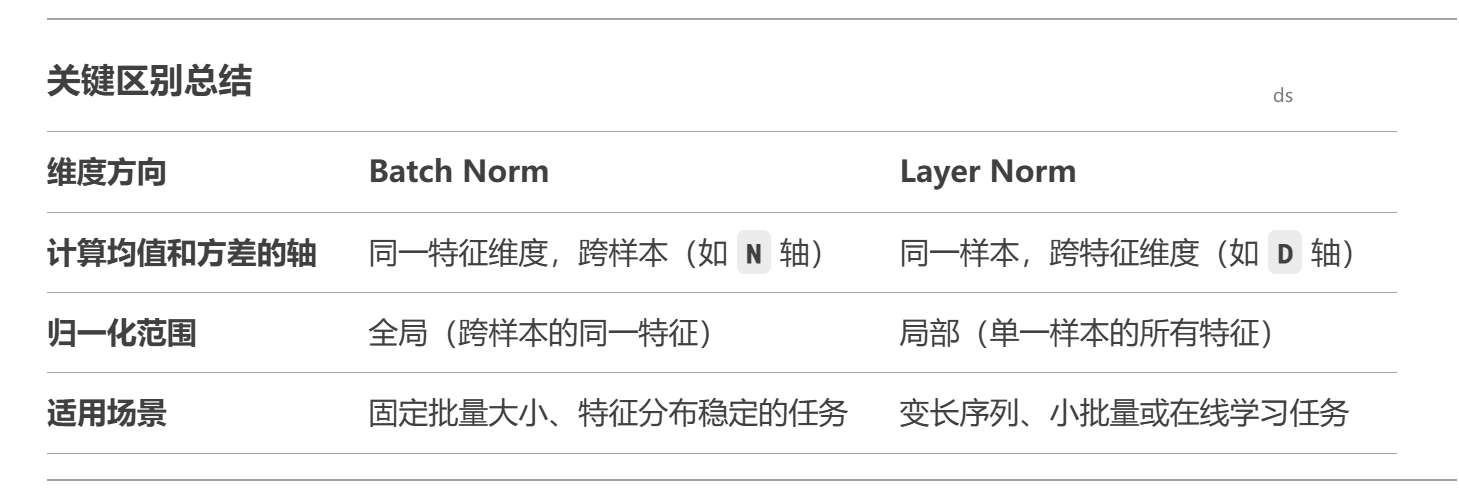 关键区别总结
ds
维度方向 Batch Norm Layer Norm
计算均值和方差的轴 同一特征维度，跨样本（如 N 轴） 同一样本，跨特征维度（如 D 轴）
归一化范围 全局（跨样本的同一特征） 局部（单一样本的所有特征）
适用场景 固定批量大小、特征分布稳定的任务 变长序列、小批量或在线学习任务